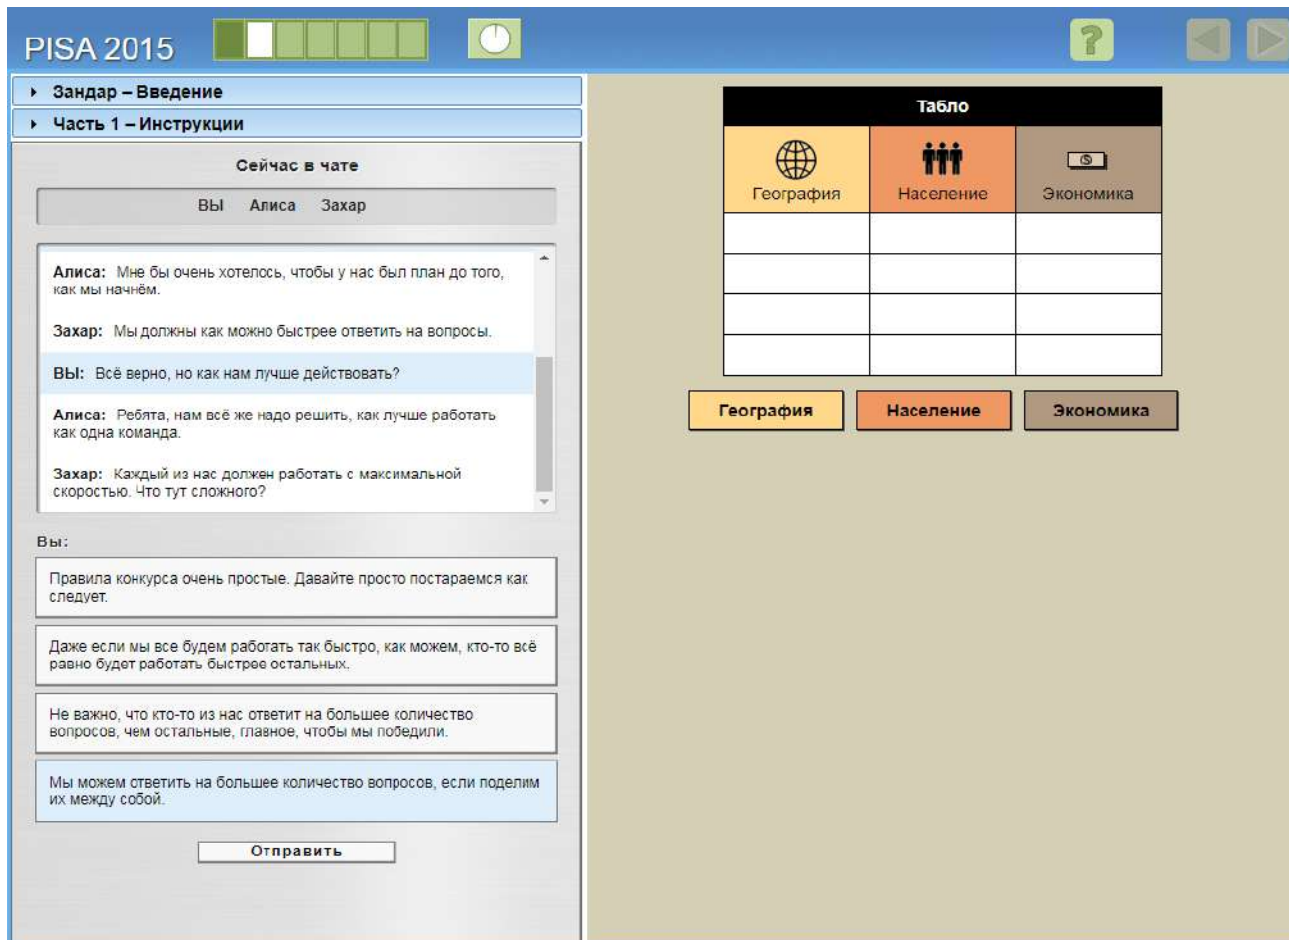 PISA 2015
?
Зандар – Введение
Часть 1 – Инструкции
Сейчас в чате
ВЫ Алиса Захар
Алиса: Мне бы очень хотелось, чтобы у нас был план до того,
как мы начнём.
Захар: Мы должны как можно быстрее ответить на вопросы.
ВЫ: Всё верно, но как нам лучше действовать?
Алиса: Ребята, нам всё же надо решить, как лучше работать
как одна команда.
Захар: Каждый из нас должен работать с максимальной
скоростью. Что тут сложного?
Вы:
Правила конкурса очень простые. Давайте просто постараемся как
следует.
Даже если мы все будем работать так быстро, как можем, кто-то всё
равно будет работать быстрее остальных.
Не важно, что кто-то из нас ответит на большее количество
вопросов, чем остальные, главное, чтобы мы победили.
Мы можем ответить на большее количество вопросов, если поделим
их между собой.
Отправить
Табло
География Население Экономика
География Население Экономика